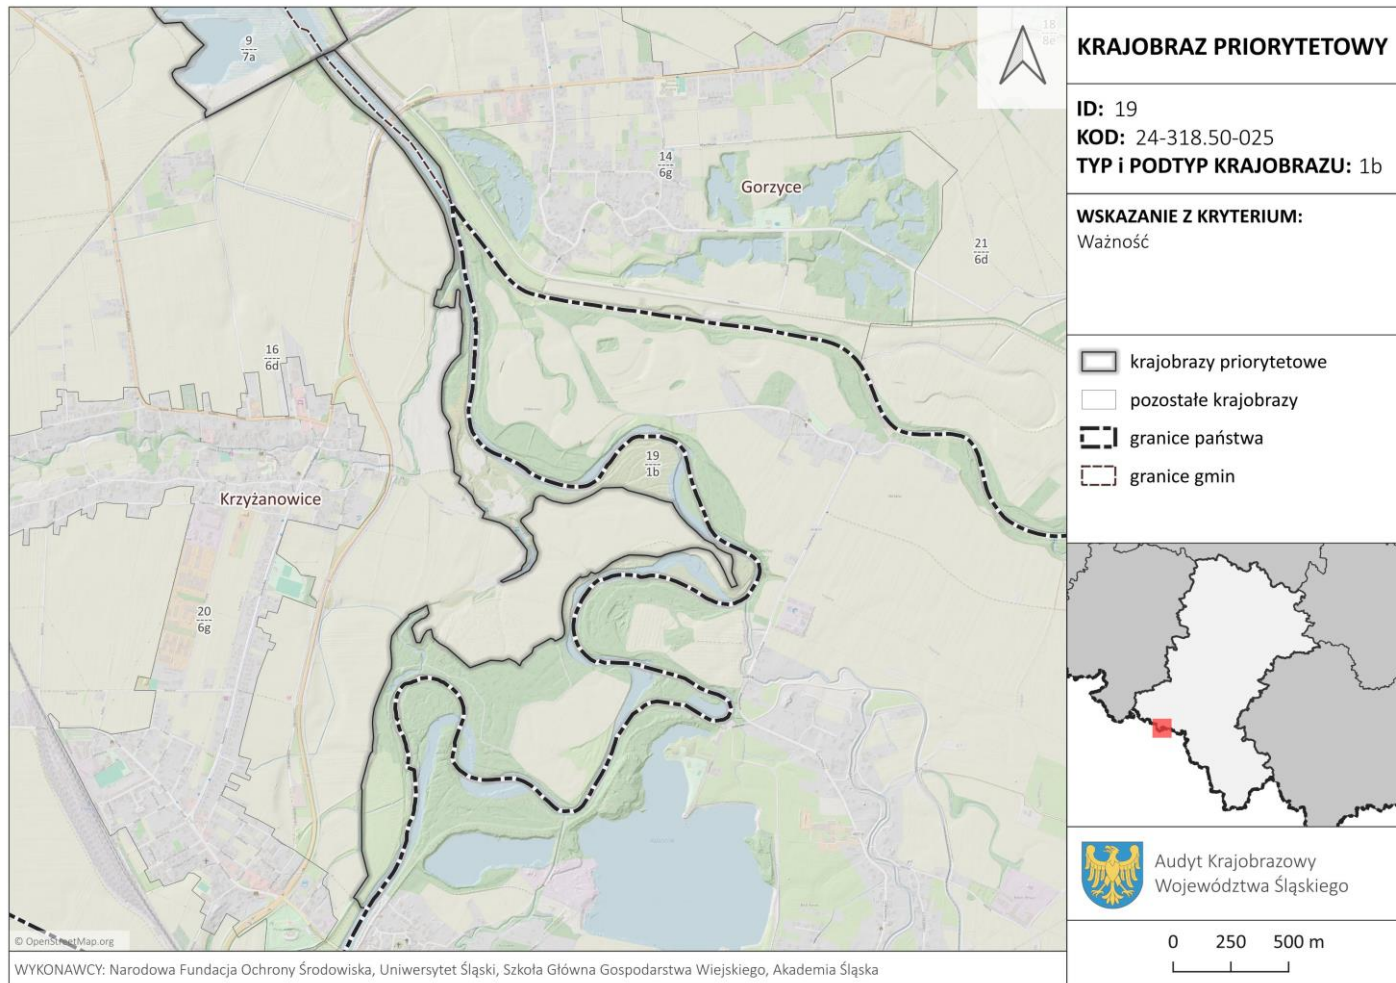 18
8e
9
7a
14
6g
Gorzyce
21
6d
16
6d
19
1b
Krzyżanowice
20
6g
© OpenStreetMap.org
WYKONAWCY: Narodowa Fundacja Ochrony Środowiska, Uniwersytet Śląski, Szkoła Główna Gospodarstwa Wiejskiego, Akademia Śląska
KRAJOBRAZ PRIORYTETOWY
ID: 19
KOD: 24-318.50-025
TYP i PODTYP KRAJOBRAZU: 1b
WSKAZANIE Z KRYTERIUM:
Ważność
krajobrazy priorytetowe
pozostałe krajobrazy
granice państwa
granice gmin
Audyt Krajobrazowy
Województwa Śląskiego
0 250 500 m